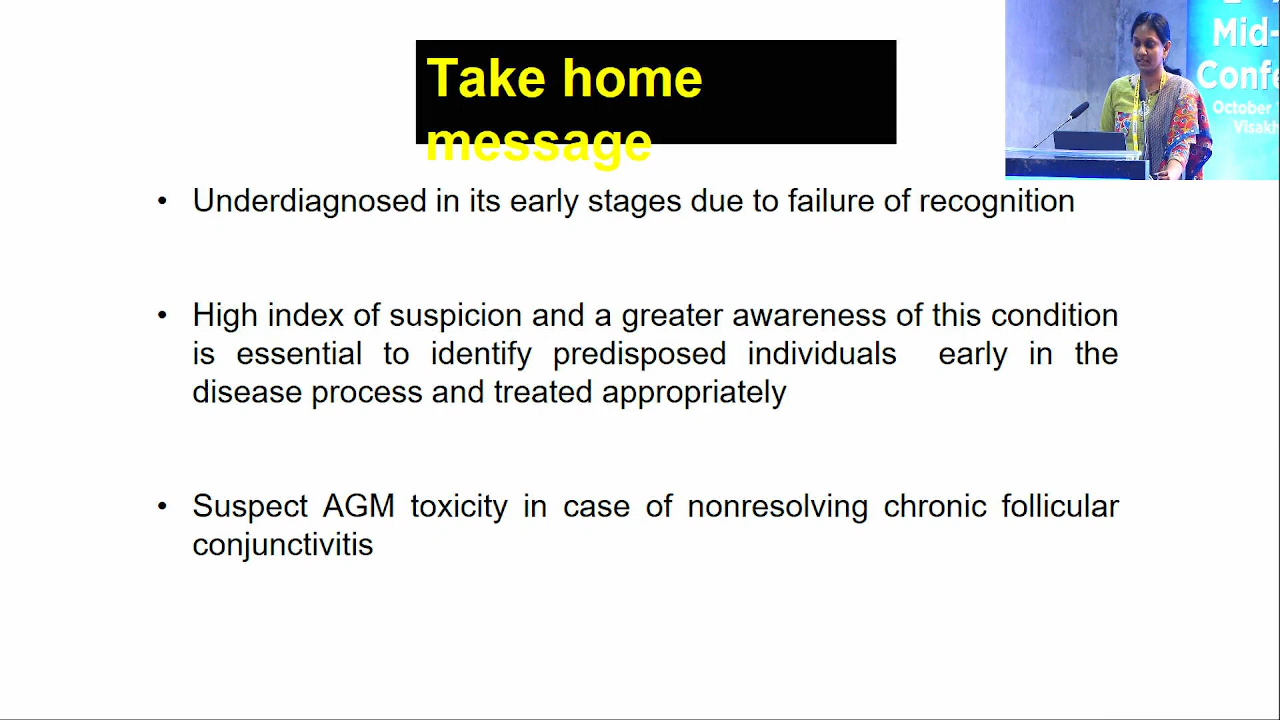 Take home
message
• Underdiagnosed in its early stages due to failure of recognition
• High index of suspicion and a greater awareness of this condition
is essential to identify predisposed individuals early in the
disease process and treated appropriately
• Suspect AGM toxicity in case of nonresolving chronic follicular
conjunctivitis
Mid-
Confe
October
Visakh